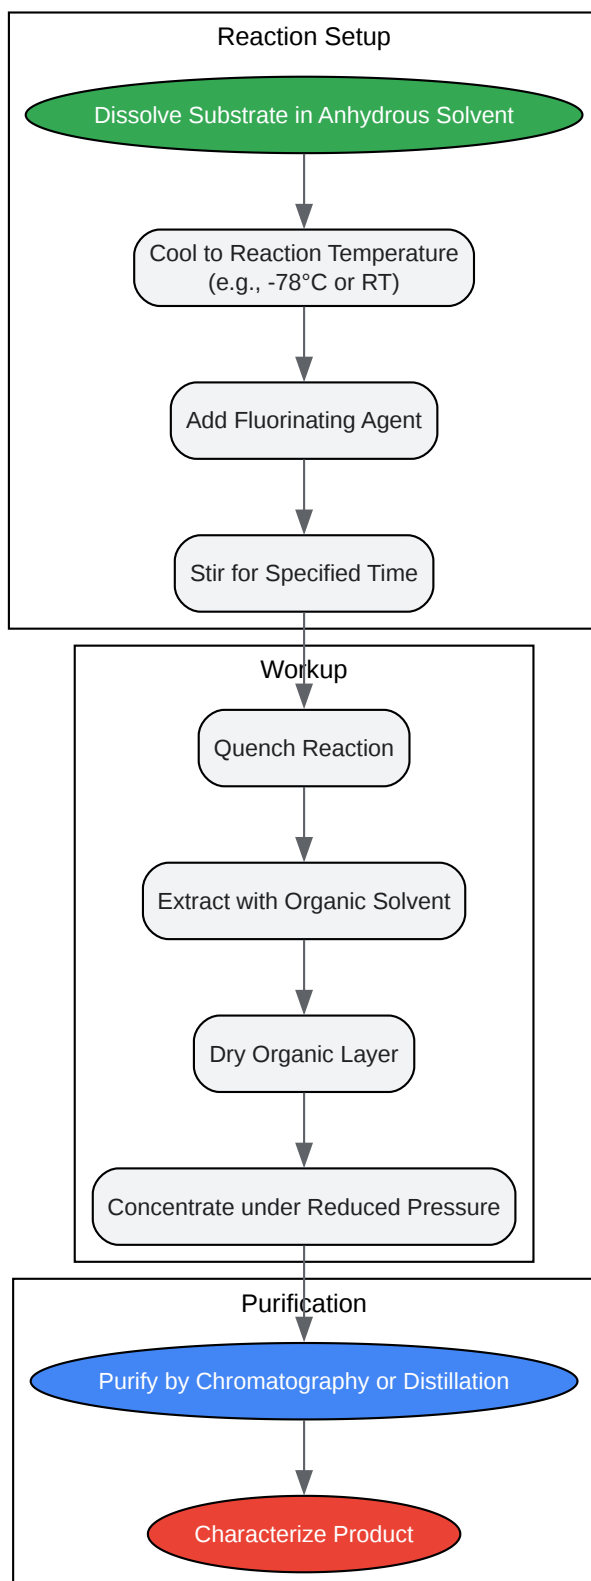 Reaction Setup
Dissolve Substrate in Anhydrous Solvent
Cool to Reaction Temperature
(e.g., -78°C or RT)
Add Fluorinating Agent
Stir for Specified Time
Workup
Quench Reaction
Extract with Organic Solvent
Dry Organic Layer
Concentrate under Reduced Pressure
Purification
Purify by Chromatography or Distillation
Characterize Product